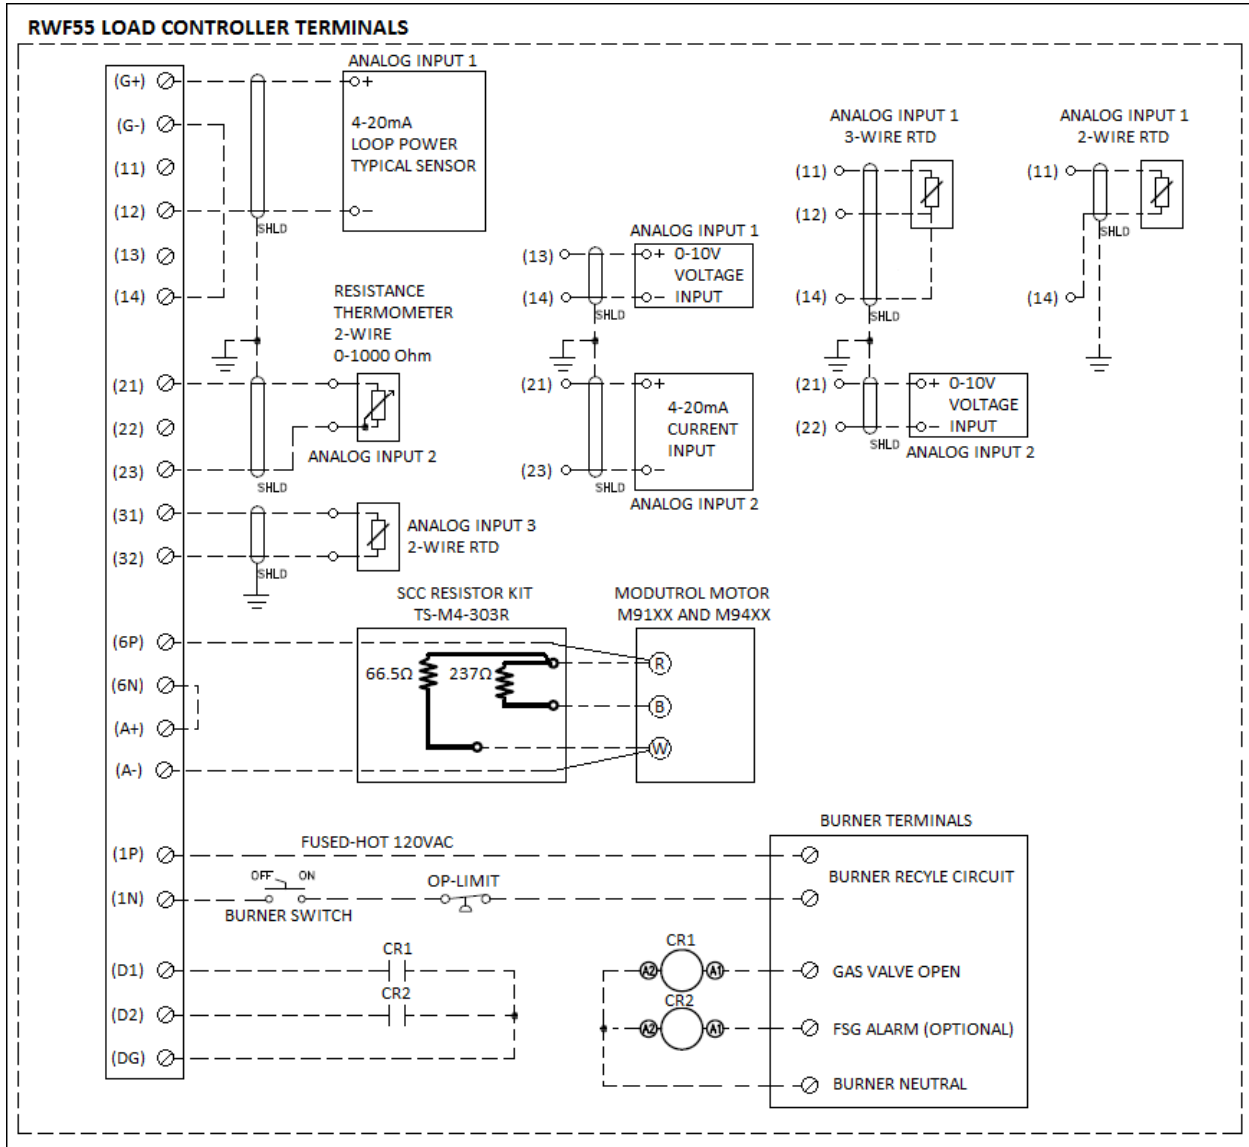 RWF55 LOAD CONTROLLER TERMINALS
ANALOG INPUT 1
(G+)
+
(G-)
4-20mA
LOOP POWER
TYPICAL SENSOR
(11)
(12)
-
SHLD
(13)
(14)
ANALOG INPUT 1
3-WIRE RTD
(11)
(12)
(14)
SHLD
ANALOG INPUT 1
2-WIRE RTD
(11)
SHLD
(14)
ANALOG INPUT 1
(13)
+ 0-10V
VOLTAGE
(14)
- INPUT
SHLD
RESISTANCE
THERMOMETER
2-WIRE
0-1000 Ohm
(21)
(22)
(23)
ANALOG INPUT 2
SHLD
(21)
+
4-20mA
CURRENT
INPUT
(23)
-
SHLD
ANALOG INPUT 2
(21)
+ 0-10V
VOLTAGE
(22)
- INPUT
SHLD
ANALOG INPUT 2
(31)
(32)
ANALOG INPUT 3
2-WIRE RTD
SHLD
SCC RESISTOR KIT
TS-M4-303R
MODUTROL MOTOR
M91XX AND M94XX
(6P)
(6N)
(A+)
(A-)
66.5Ω
237Ω
R
B
W
BURNER TERMINALS
(1P)
FUSED-HOT 120VAC
BURNER RECYLE CIRCUIT
OFF
ON
OP-LIMIT
(1N)
BURNER SWITCH
(D1)
CR1
CR1
A2
A1
GAS VALVE OPEN
(D2)
CR2
CR2
A2
A1
FSG ALARM (OPTIONAL)
(DG)
BURNER NEUTRAL